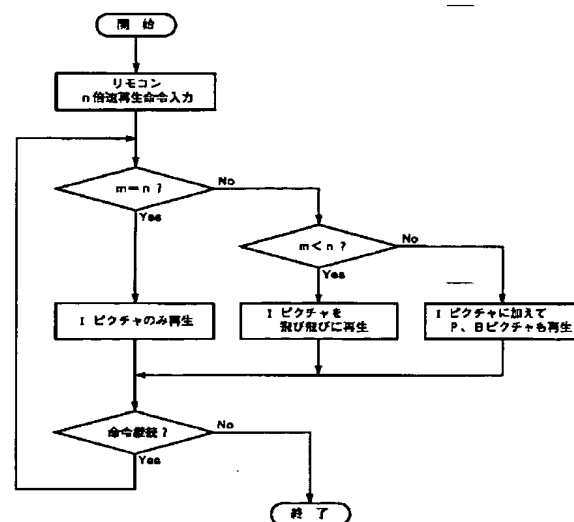 開 始
リモコン
n倍速再生命令入力
m=n?
No
Yes
m<n?
No
Yes
I ピクチャのみ再生
I ピクチャを
飛び飛びに再生
I ピクチャに加えて
P、Bピクチャも再生
命令継続?
No
Yes
終 了